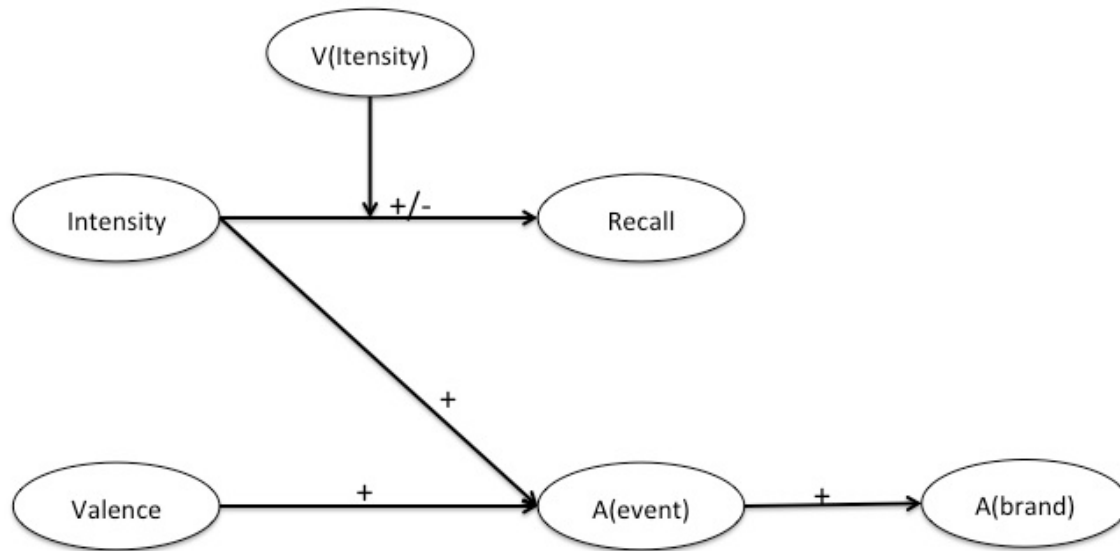 V(Itensity)
+/-
Intensity
Recall
+
Valence
+
A(event)
+
A(brand)